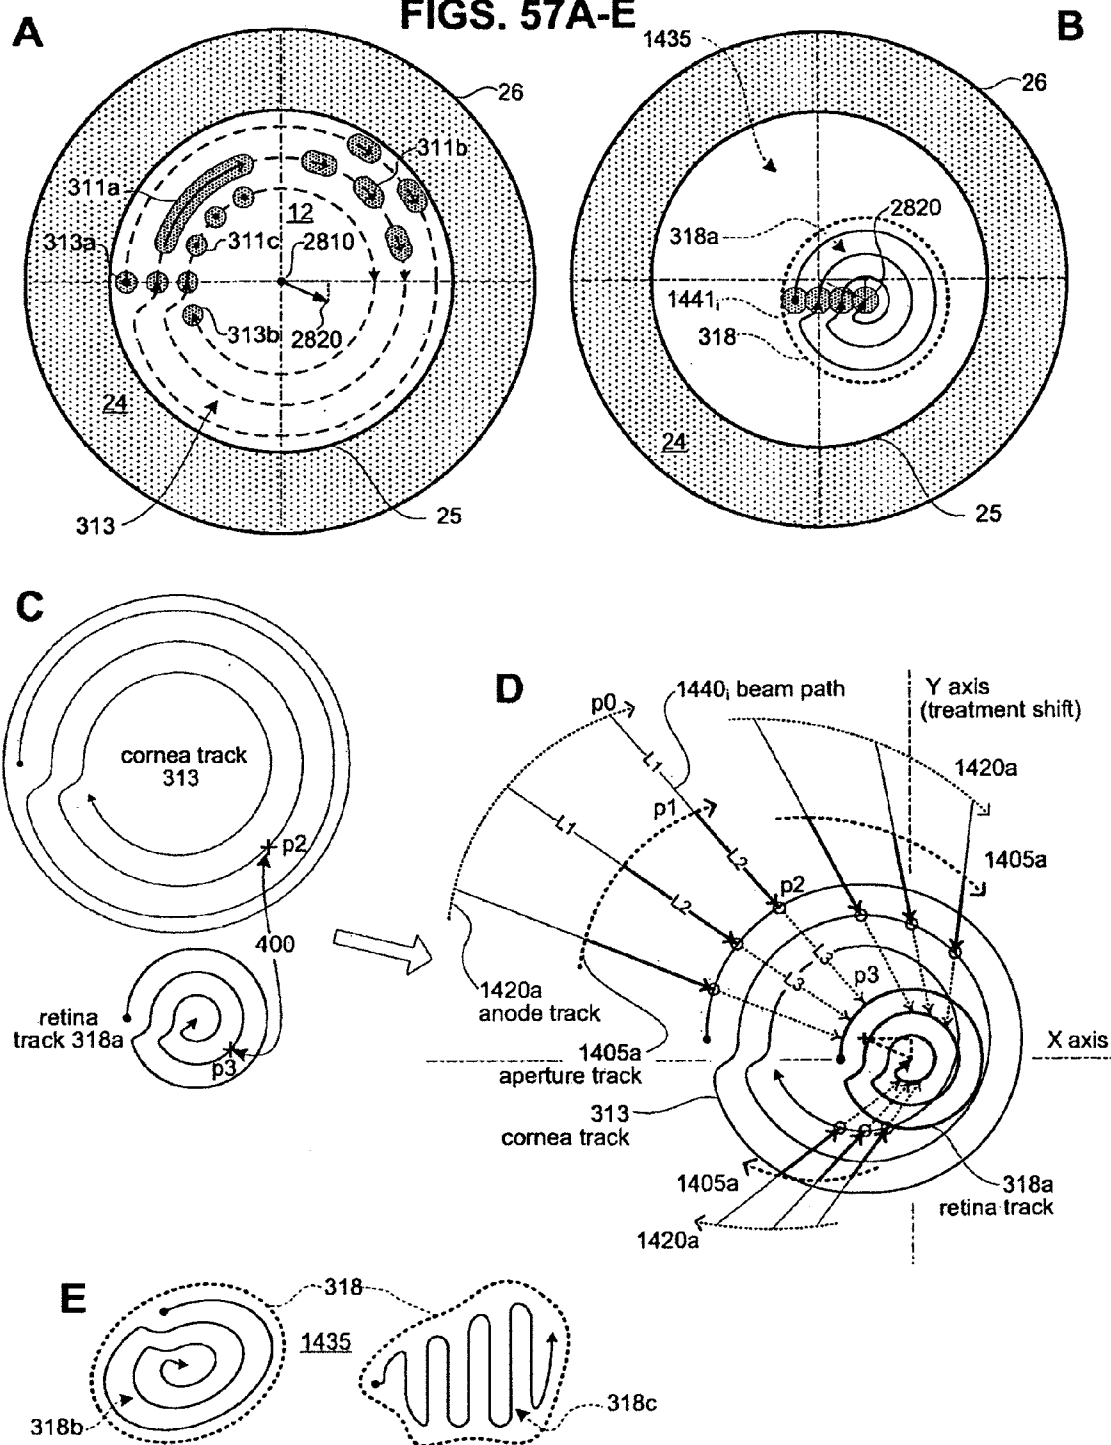 FIGS. 57A-E
A
26
311b
311a
12
313a
311c
2810
313b
2820
24
313
25
B
1435
26
2820
318a
1441i
318
24
25
C
cornea track
313
p2
400
retina
track 318a
p3
D
p0
1440i beam path
Y axis
(treatment shift)
L1
1420a
p1
L1
L2
1405a
p2
L2
L3
p3
L3
1420a
anode track
X axis
1405a
aperture track
313
cornea track
1405a
318a
retina track
1420a
E
318
1435
318b
318c